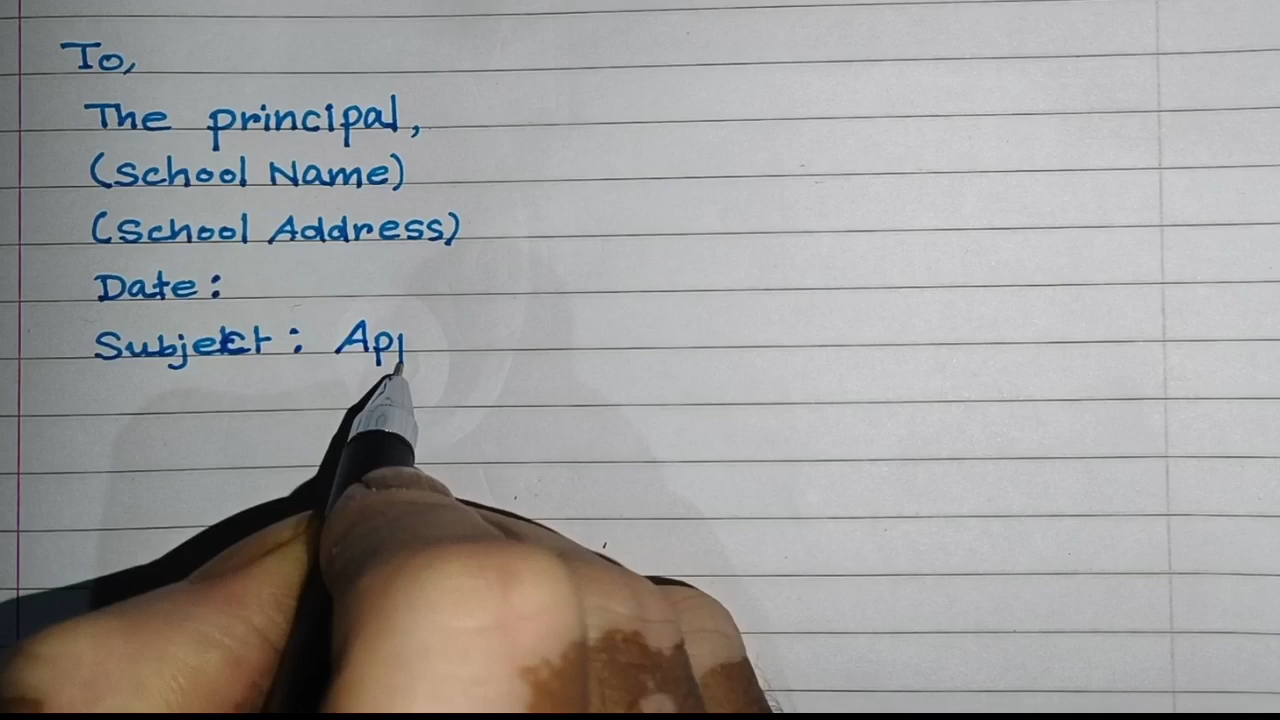 To,
The principal,
(School Name)
(School Address)
Date:
Subject: Ap